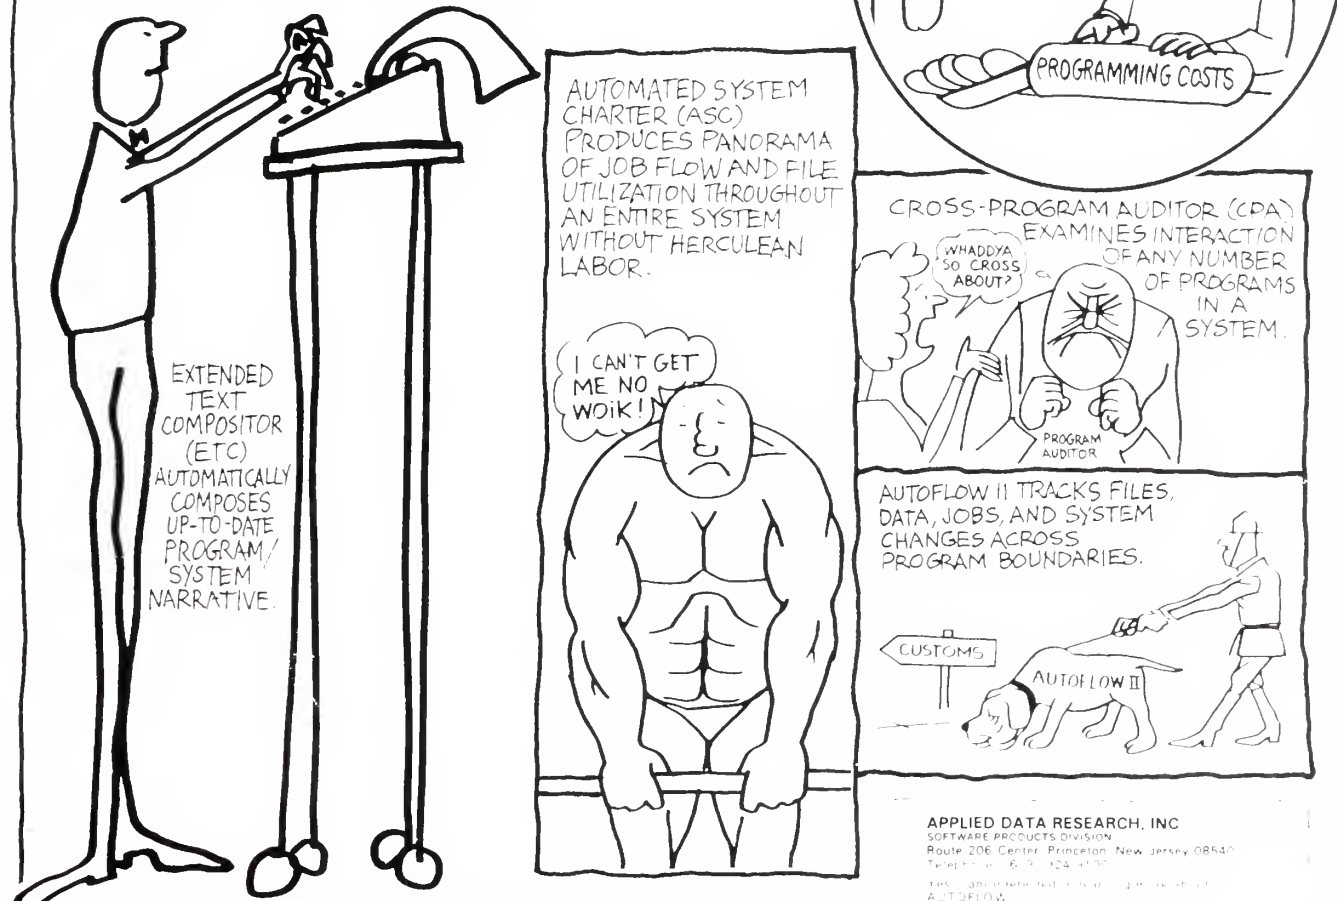 EXTENDED
TEXT
COMPOSITOR
(ETC)
AUTOMATICALLY
COMPOSES
UP-TO-DATE
PROGRAM/
SYSTEM
NARRATIVE.
AUTOMATED SYSTEM
CHARTER (ASC)
PRODUCES PANORAMA
OF JOB FLOW AND FILE
UTILIZATION THROUGHOUT
AN ENTIRE SYSTEM
WITHOUT HERCULEAN
LABOR.
I CAN'T GET
ME NO
WOIK!
PROGRAMMING COSTS
CROSS-PROGRAM AUDITOR (CPA)
EXAMINES INTERACTION
OF ANY NUMBER
OF PROGRAMS
IN A
SYSTEM.
WHADDYA
SO CROSS
ABOUT?
PROGRAM
AUDITOR
AUTOFLOW II TRACKS FILES,
DATA, JOBS, AND SYSTEM
CHANGES ACROSS
PROGRAM BOUNDARIES.
CUSTOMS
AUTOFLOW II
APPLIED DATA RESEARCH, INC
SOFTWARE PRODUCTS DIVISION
Route 206 Center Princeton, New Jersey 08540
AUTOFLOW